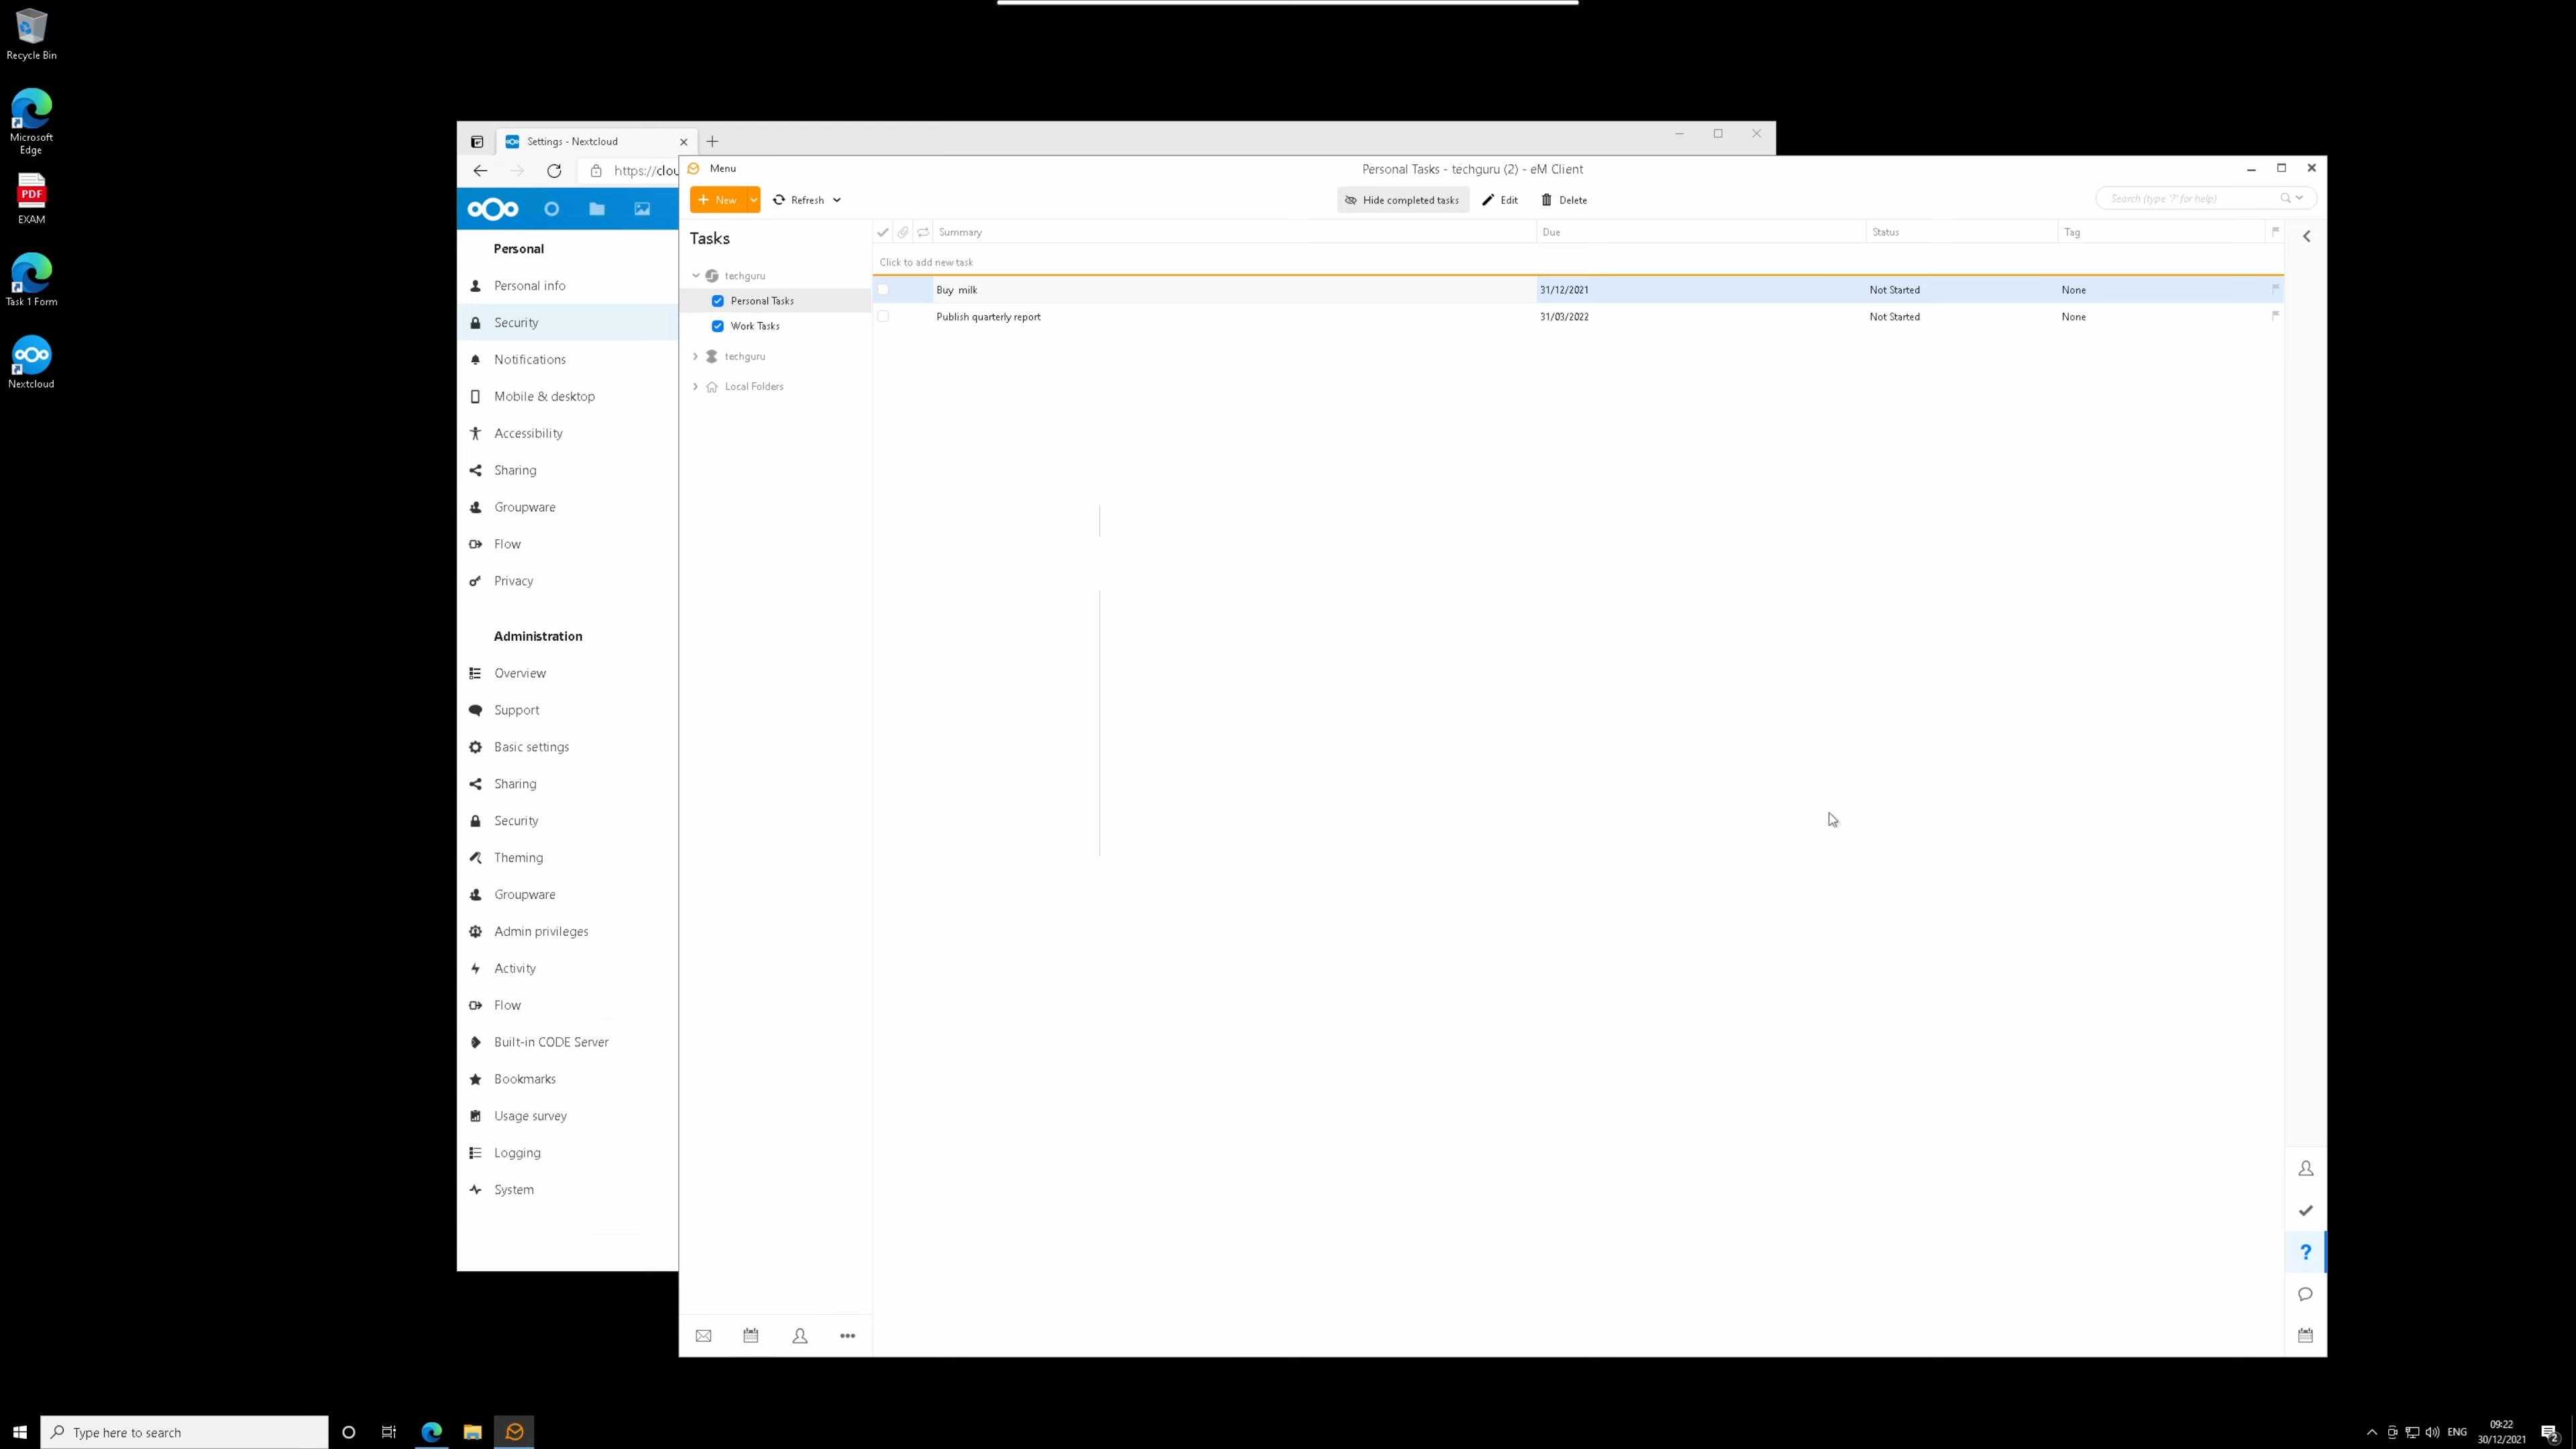 Recycle Bin
Microsoft
Edge
PDF
EXAM
Task 1 Form
Nextcloud
Settings - Nextcloud
https://clou
Personal
Personal info
Security
Notifications
Mobile & desktop
Accessibility
Sharing
Groupware
Flow
Privacy
Administration
Overview
Support
Basic settings
Sharing
Security
Theming
Groupware
Admin privileges
Activity
Flow
Built-in CODE Server
Bookmarks
Usage survey
Logging
System
Menu
Personal Tasks - techguru (2) - eM Client
New
Refresh
Hide completed tasks
Edit
Delete
Search (type '?' for help)
Tasks
techguru
Personal Tasks
Work Tasks
techguru
Local Folders
Summary Due Status Tag
Click to add new task
Buy milk 31/12/2021 Not Started None
Publish quarterly report 31/03/2022 Not Started None
Type here to search
ENG
09:22
30/12/2021
2